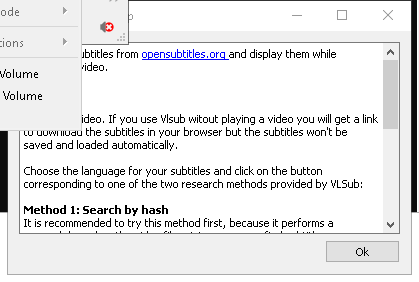 ode
ctions
Volume
Volume
p
ubtitles from opensubtitles.org and display them while
video.
deo. If you use Vlsub witout playing a video you will get a link
to download the subtitles in your browser but the subtitles won't be
saved and loaded automatically.
Choose the language for your subtitles and click on the button
corresponding to one of the two research methods provided by VLSub:
Method 1: Search by hash
It is recommended to try this method first, because it performs a
Ok